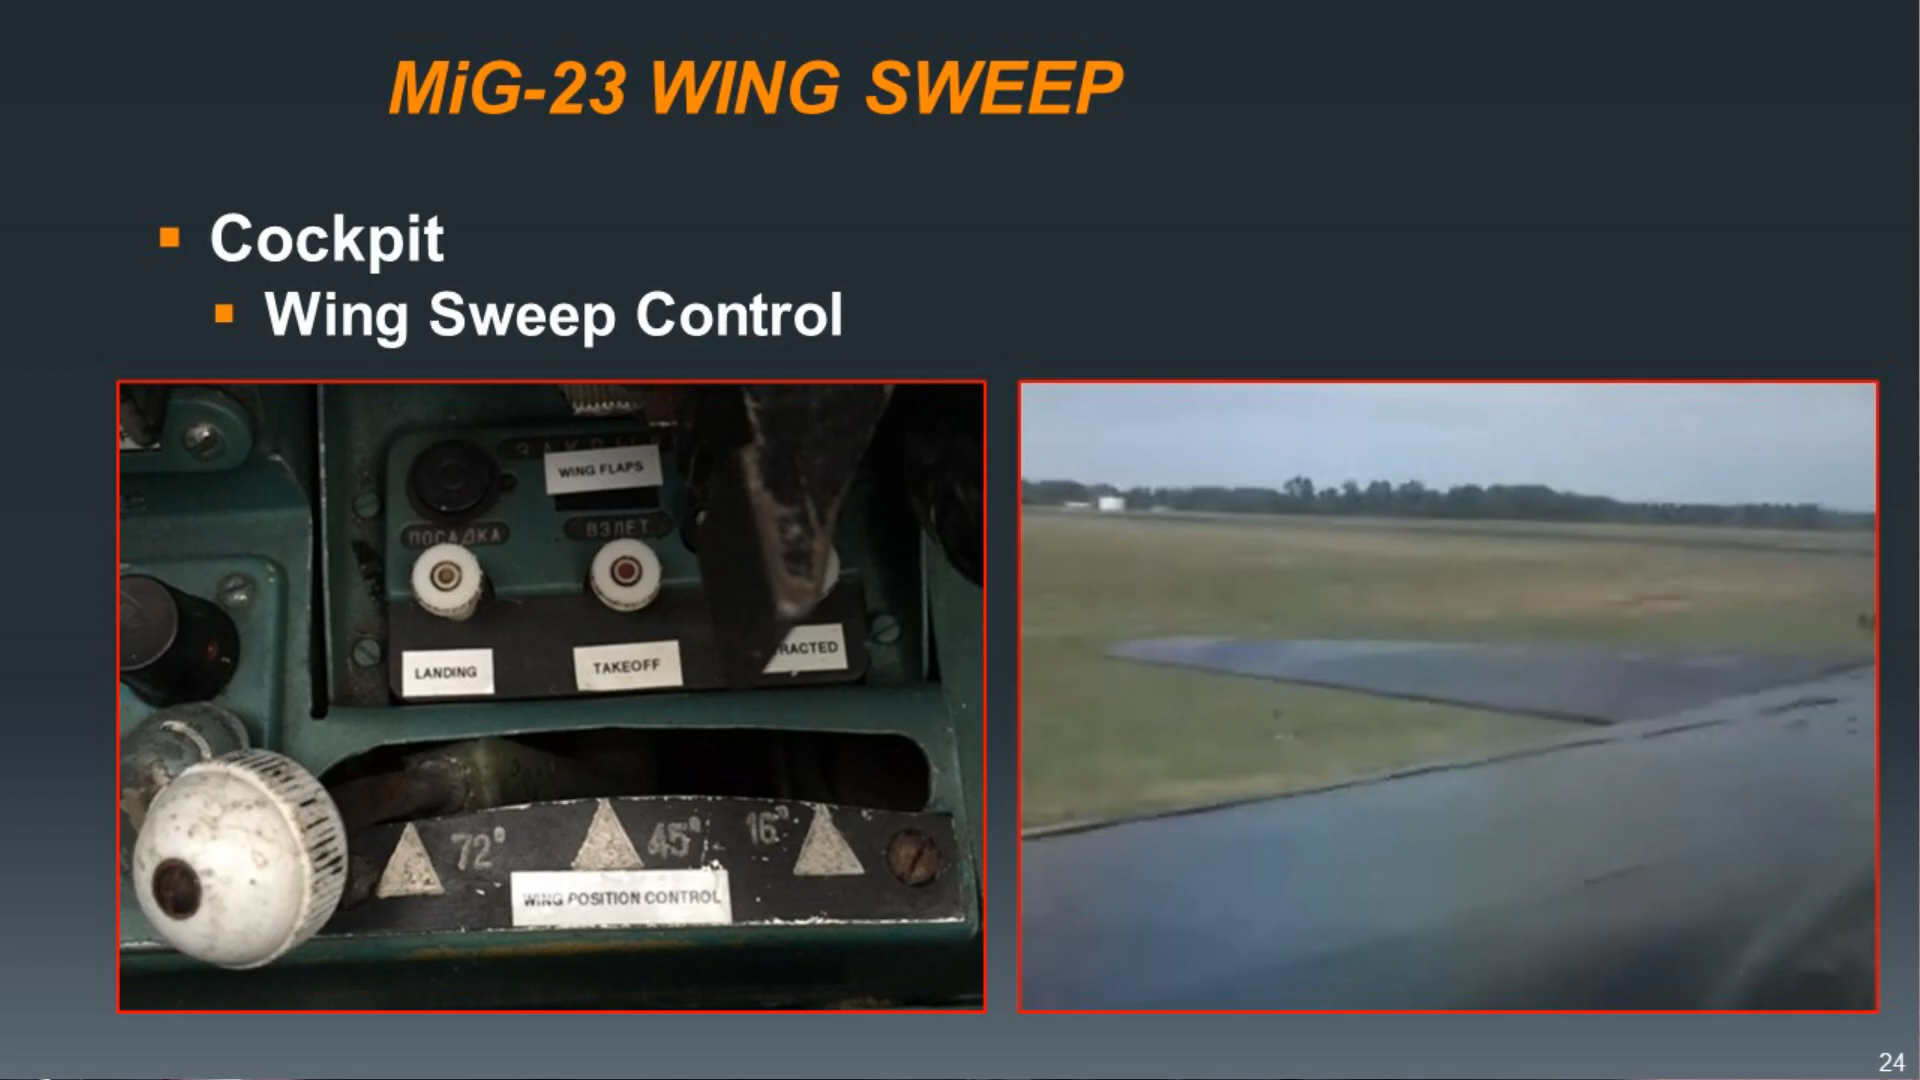 MiG-23 WING SWEEP
Cockpit
Wing Sweep Control
WING FLAPS
ПОСАДКА
ВЗЛЕТ
LANDING
TAKEOFF
RACTED
72°
45°
16°
WING POSITION CONTROL
24